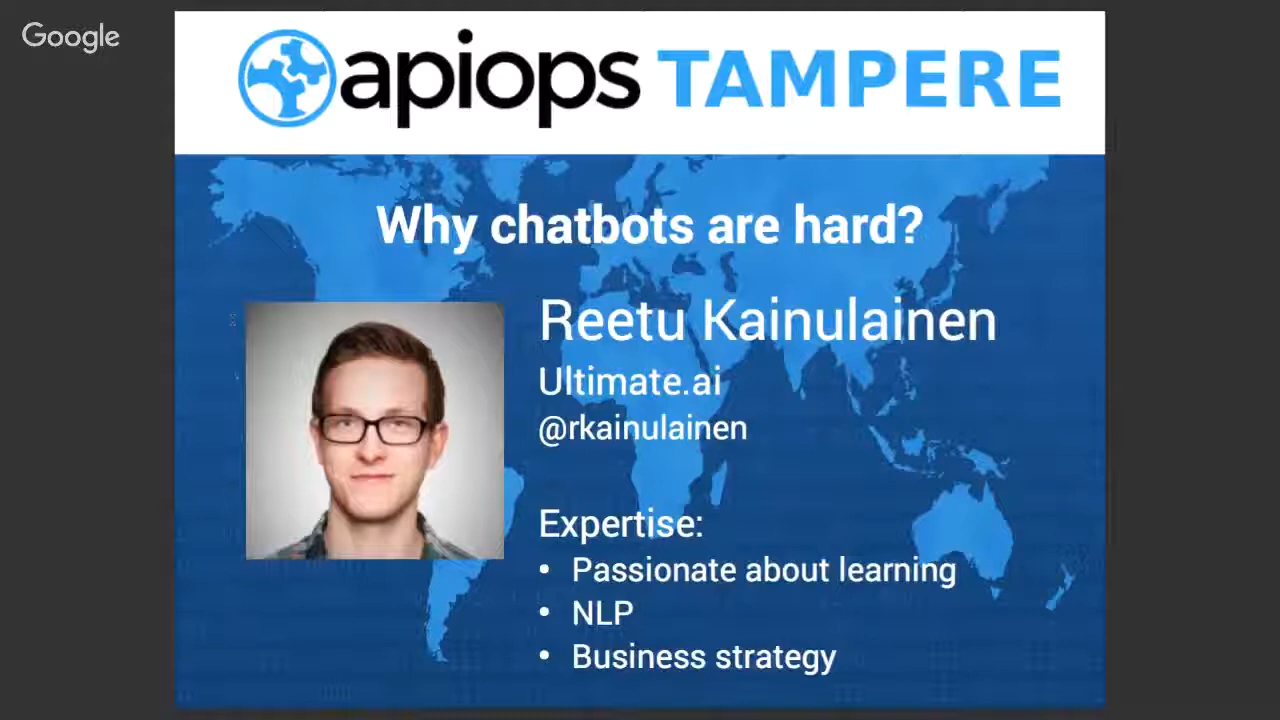 Google
apiops TAMPERE
Why chatbots are hard?
Reetu Kainulainen
Ultimate.ai
@rkainulainen
Expertise:
• Passionate about learning
• NLP
• Business strategy